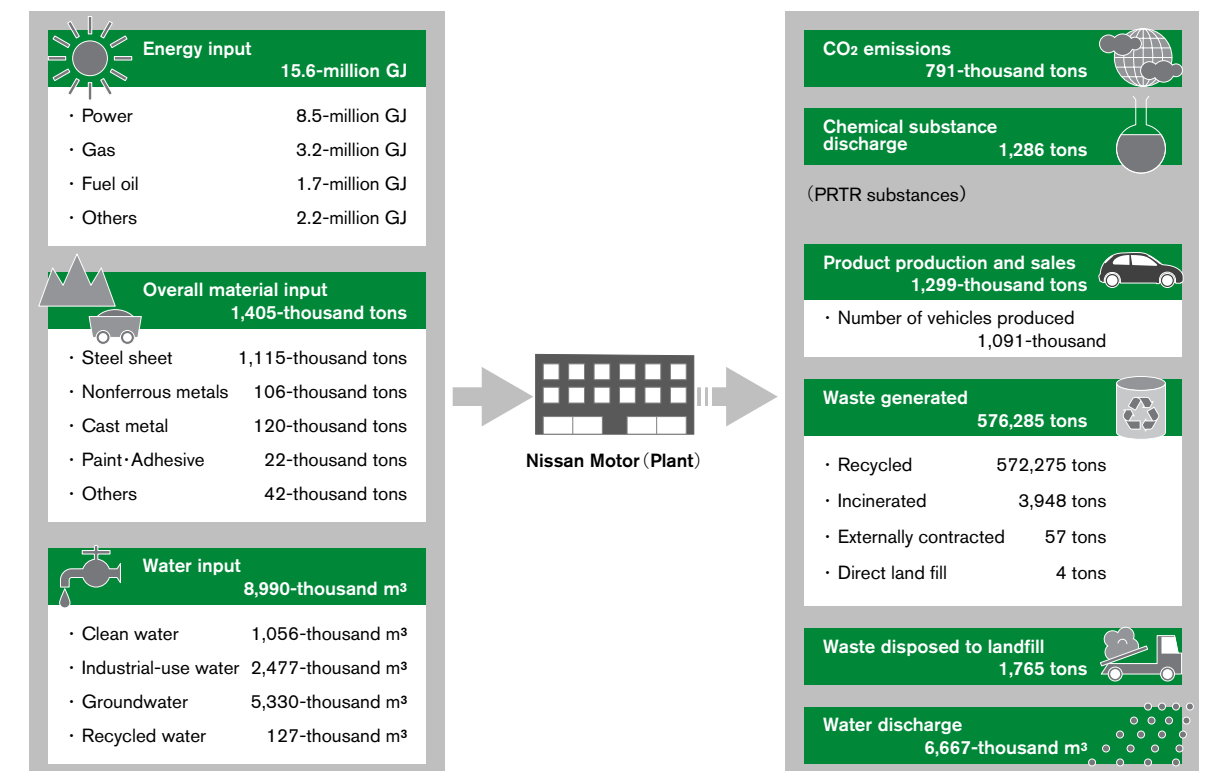 Energy input
15.6-million GJ
・Power 8.5-million GJ
・Gas 3.2-million GJ
・Fuel oil 1.7-million GJ
・Others 2.2-million GJ
Overall material input
1,405-thousand tons
・Steel sheet 1,115-thousand tons
・Nonferrous metals 106-thousand tons
・Cast metal 120-thousand tons
・Paint・Adhesive 22-thousand tons
・Others 42-thousand tons
Water input
8,990-thousand m³
・Clean water 1,056-thousand m³
・Industrial-use water 2,477-thousand m³
・Groundwater 5,330-thousand m³
・Recycled water 127-thousand m³
Nissan Motor（Plant）
CO₂ emissions
791-thousand tons
Chemical substance
discharge 1,286 tons
（PRTR substances）
Product production and sales
1,299-thousand tons
・Number of vehicles produced
1,091-thousand
Waste generated
576,285 tons
・Recycled 572,275 tons
・Incinerated 3,948 tons
・Externally contracted 57 tons
・Direct land fill 4 tons
Waste disposed to landfill
1,765 tons
Water discharge
6,667-thousand m³